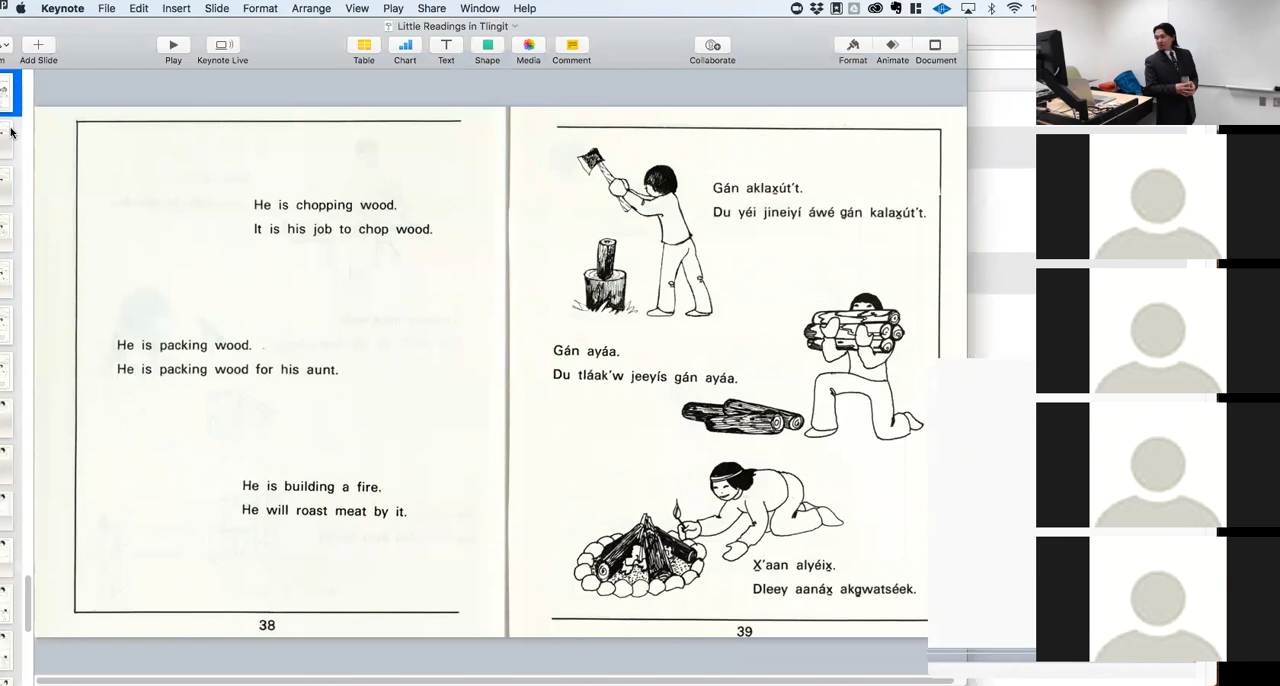 Keynote File Edit Insert Slide Format Arrange View Play Share Window Help
Little Readings in Tlingit
Add Slide Play Keynote Live Table Chart Text Shape Media Comment Collaborate Format Animate Document
He is chopping wood.
It is his job to chop wood.
He is packing wood.
He is packing wood for his aunt.
He is building a fire.
He will roast meat by it.
38
Gán aklax̲út't.
Du yéi jineiyí áwé gán kalax̲út't.
Gán ayáa.
Du tláak'w jeeyís gán ayáa.
X̲'aan alyéix̲.
Dleey aanáx̲ akg̲watséek.
39